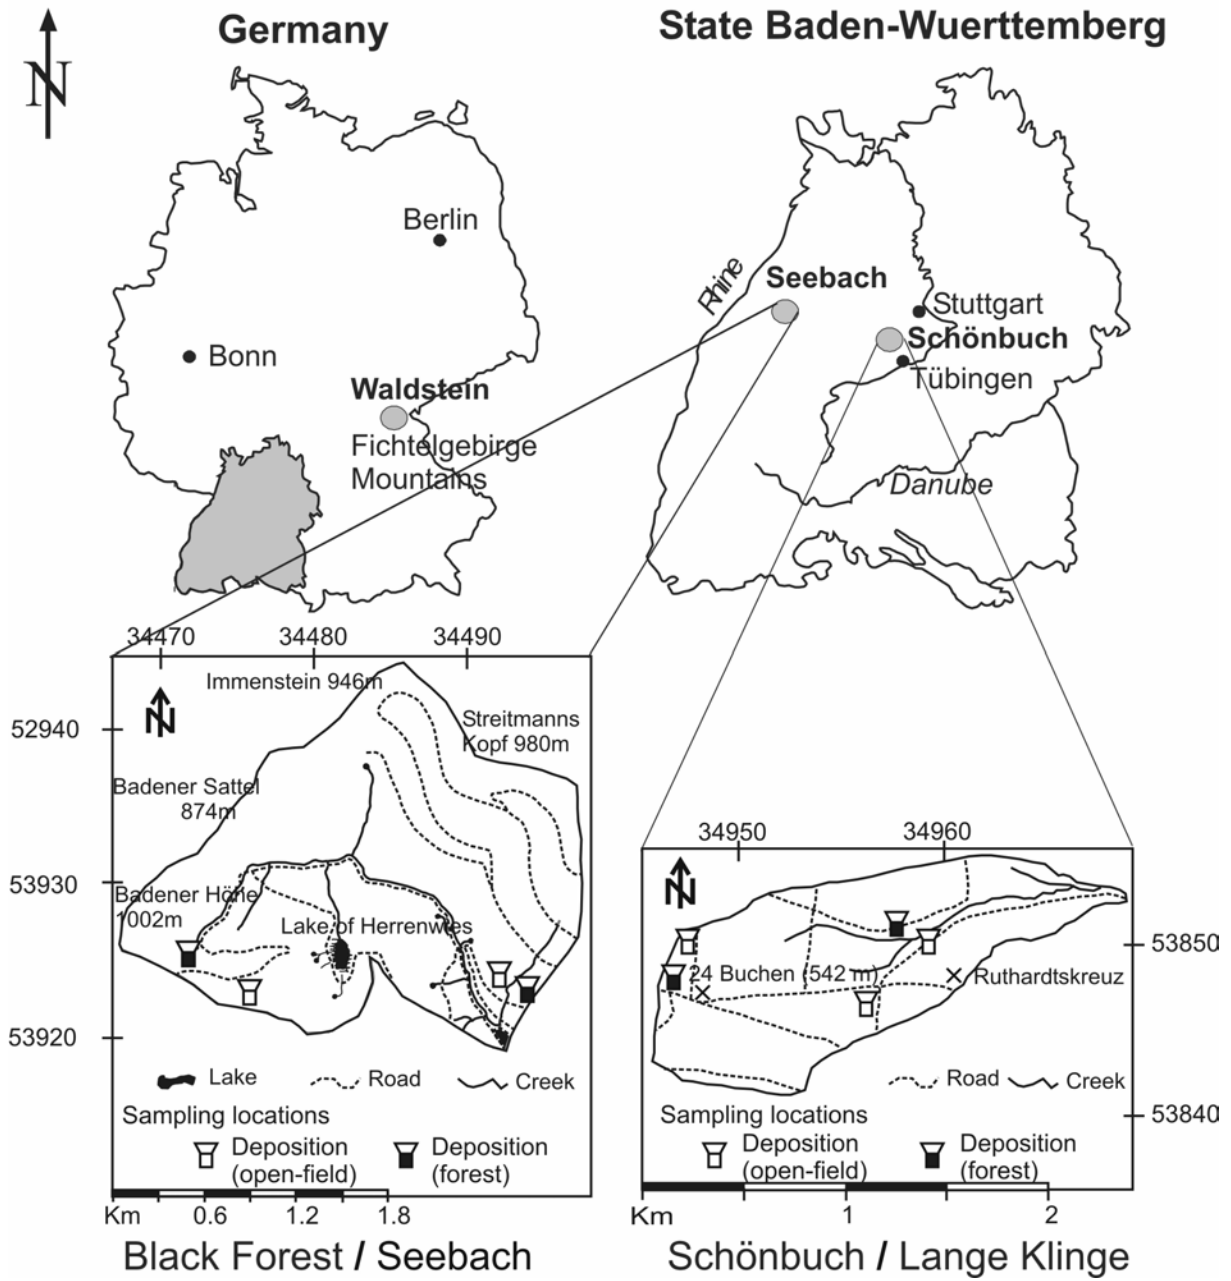 Germany
State Baden-Wuerttemberg
N
Berlin
Bonn
Waldstein
Fichtelgebirge
Mountains
Rhine
Seebach
Stuttgart
Schönbuch
Tübingen
Danube
34470
34480
34490
52940
53930
53920
N
Immenstein 946m
Streitmanns
Kopf 980m
Badener Sattel
874m
Badener Höhe
1002m
Lake of Herrenwies
Lake
Road
Creek
Sampling locations
Deposition
(open-field)
Deposition
(forest)
Km
0.6
1.2
1.8
Black Forest / Seebach
34950
34960
N
53850
53840
24 Buchen (542 m)
Ruthardtskreuz
Road
Creek
Sampling locations
Deposition
(open-field)
Deposition
(forest)
Km
1
2
Schönbuch / Lange Klinge